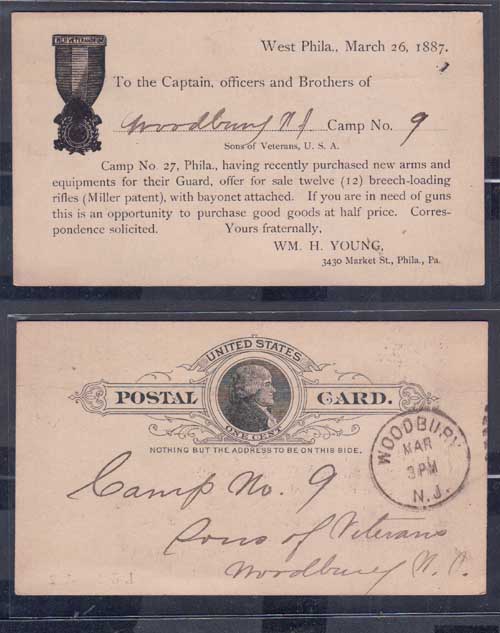 West Phila., March 26, 1887.
To the Captain, officers and Brothers of
Woodbury N J Camp No. 9
Sons of Veterans, U. S. A.
Camp No. 27, Phila., having recently purchased new arms and
equipments for their Guard, offer for sale twelve (12) breech-loading
rifles (Miller patent), with bayonet attached. If you are in need of guns
this is an opportunity to purchase good goods at half price. Corres-
pondence solicited. Yours fraternally,
WM. H. YOUNG,
3430 Market St., Phila., Pa.
UNITED STATES
POSTAL CARD.
ONE CENT
NOTHING BUT THE ADDRESS TO BE ON THIS SIDE.
WOODBURY
MAR
3PM
N.J.
Camp No. 9
Sons of Veterans
Woodbury N. J.